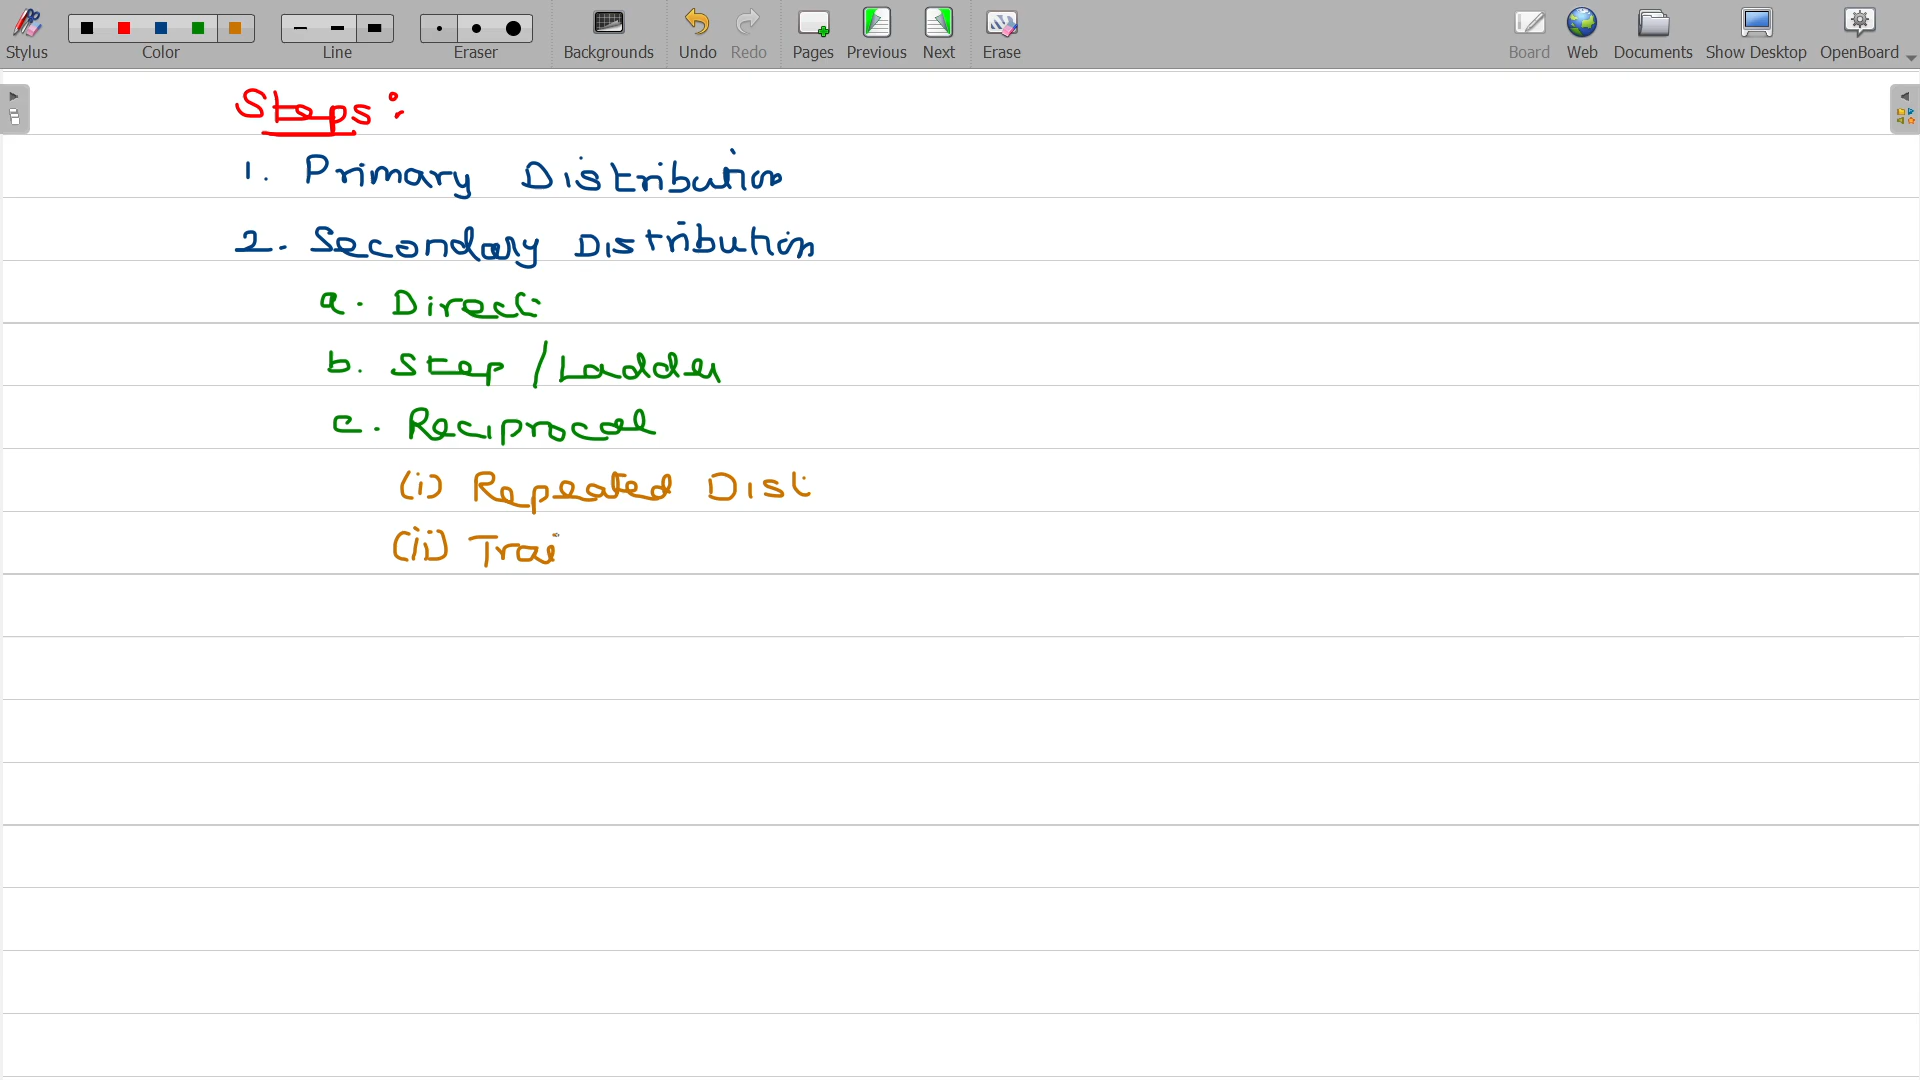 Stylus Color Line Eraser Backgrounds Undo Redo Pages Previous Next Erase Board Web Documents Show Desktop OpenBoard
Steps:
1. Primary Distribution
2. Secondary Distribution
a. Direct
b. Step / Ladder
c. Reciprocal
(i) Repeated Dist
(ii) Trai